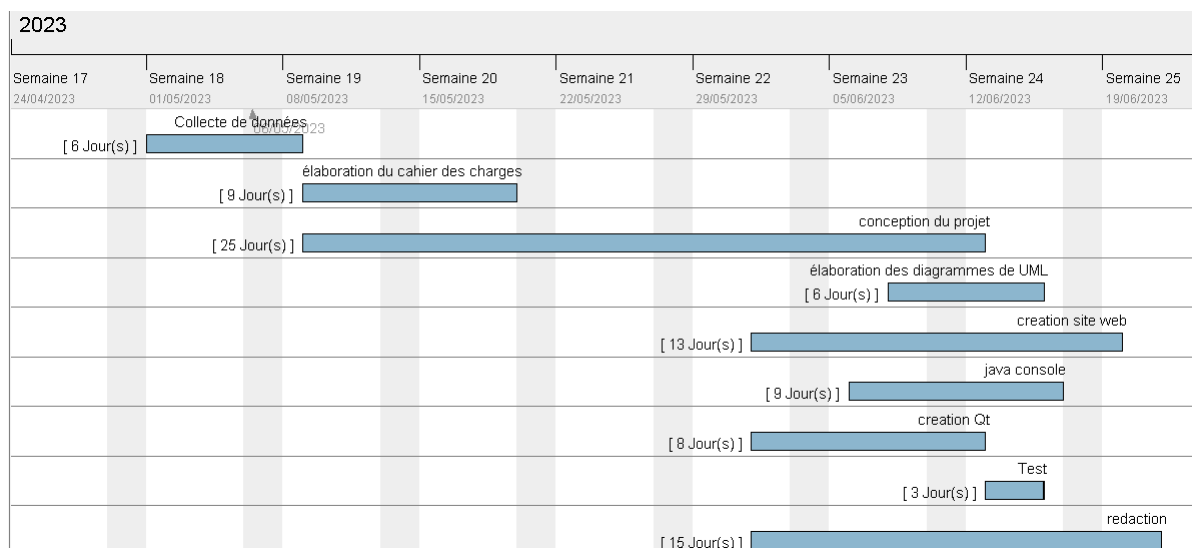 2023
Semaine 17 Semaine 18 Semaine 19 Semaine 20 Semaine 21 Semaine 22 Semaine 23 Semaine 24 Semaine 25
24/04/2023 01/05/2023 08/05/2023 15/05/2023 22/05/2023 29/05/2023 05/06/2023 12/06/2023 19/06/2023
Collecte de données
06/05/2023
[ 6 Jour(s) ]
élaboration du cahier des charges
[ 9 Jour(s) ]
conception du projet
[ 25 Jour(s) ]
élaboration des diagrammes de UML
[ 6 Jour(s) ]
creation site web
[ 13 Jour(s) ]
java console
[ 9 Jour(s) ]
creation Qt
[ 8 Jour(s) ]
Test
[ 3 Jour(s) ]
redaction
[ 15 Jour(s) ]